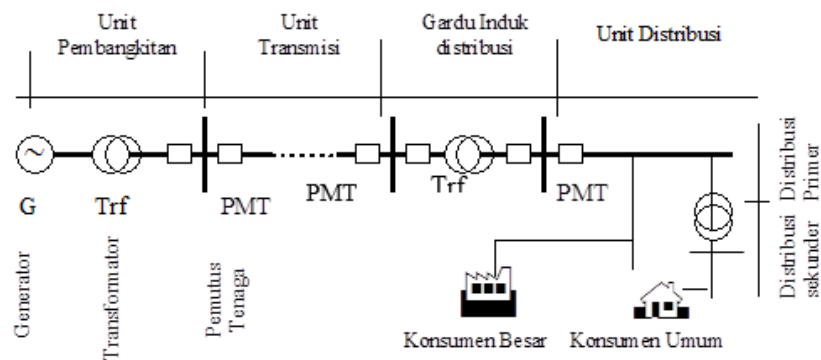 Unit
Pembangkitan
Unit
Transmisi
Gardu Induk
distribusi
Unit Distribusi
~
G
Trf
PMT
PMT
Trf
PMT
Generator
Transformator
Pemutus
Tenaga
Konsumen Besar
Konsumen Umum
Distribusi
Primer
Distribusi
sekunder